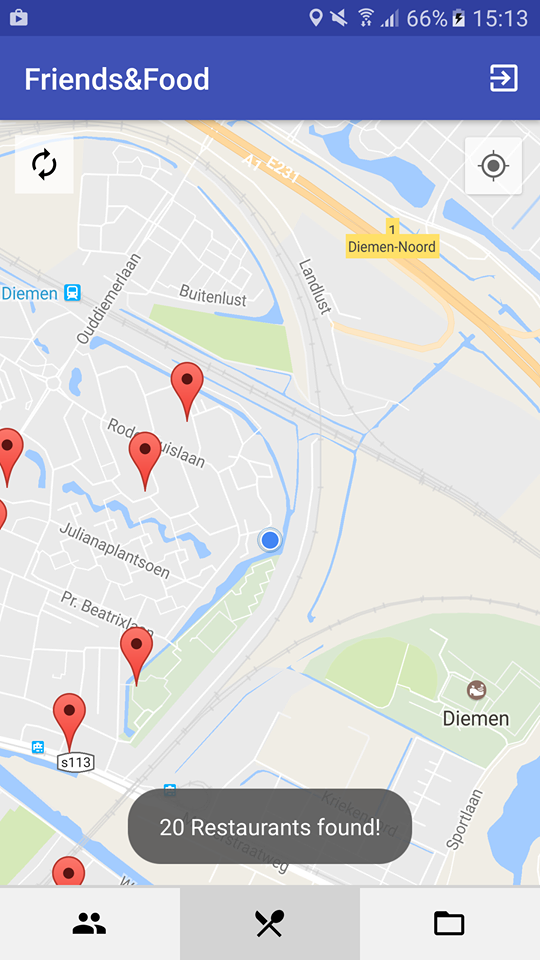 66% 15:13
Friends&Food
A1 E231
1
Diemen-Noord
Diemen
Ouddiemerlaan
Buitenlust
Landlust
Julianaplantsoen
Pr. Beatrixlaan
Diemen
s113
Sportlaan
20 Restaurants found!